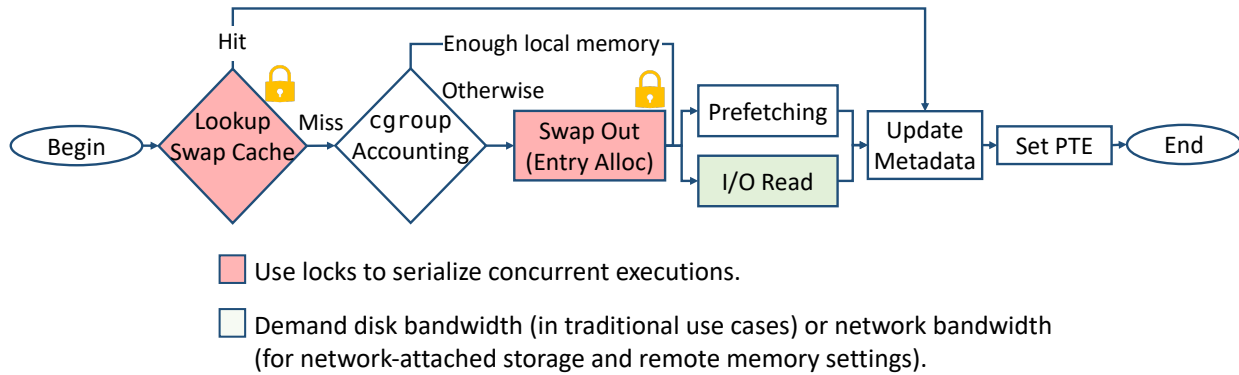 Hit
Enough local memory
Otherwise
Begin
Lookup
Swap Cache
Miss
cgroup
Accounting
Swap Out
(Entry Alloc)
Prefetching
I/O Read
Update
Metadata
Set PTE
End
Use locks to serialize concurrent executions.
Demand disk bandwidth (in traditional use cases) or network bandwidth
(for network-attached storage and remote memory settings).